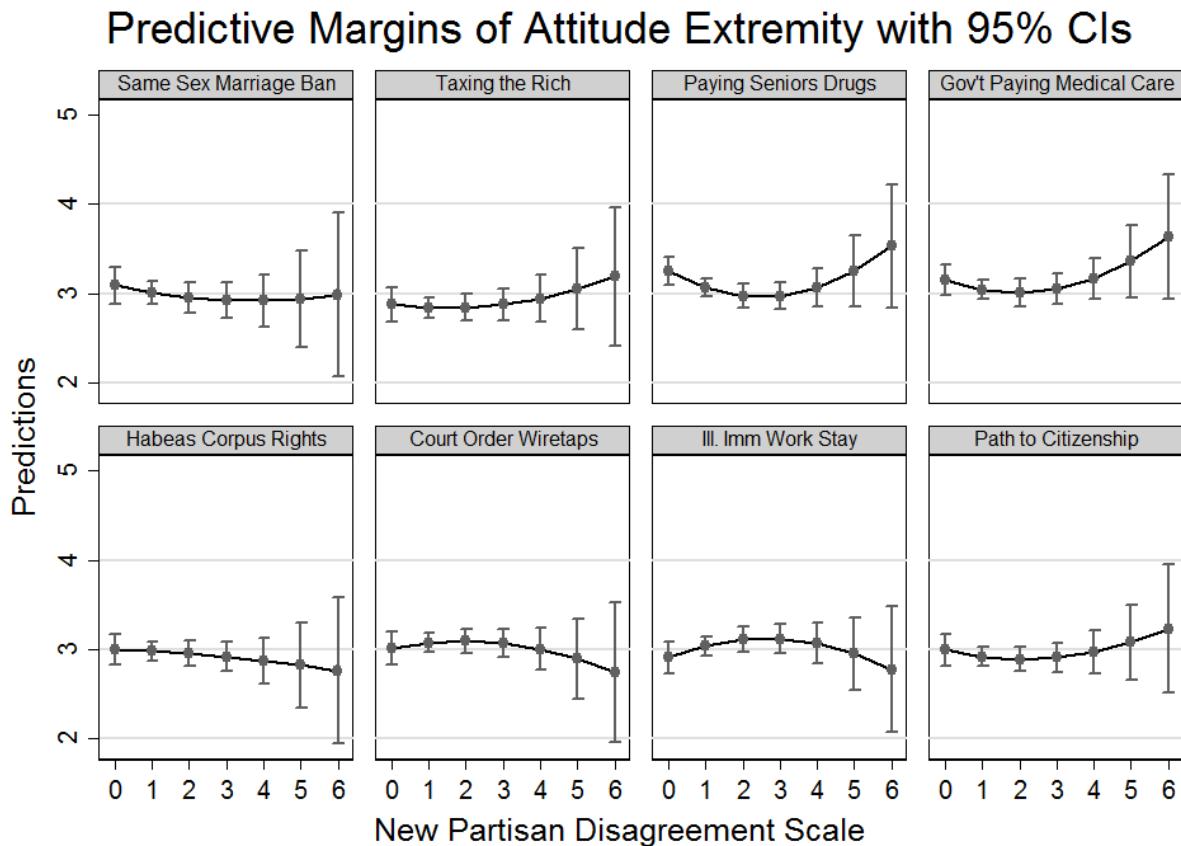 Predictive Margins of Attitude Extremity with 95% CIs
Same Sex Marriage Ban
Taxing the Rich
Paying Seniors Drugs
Gov't Paying Medical Care
5
4
3
2
Habeas Corpus Rights
Court Order Wiretaps
Ill. Imm Work Stay
Path to Citizenship
5
4
3
2
Predictions
0 1 2 3 4 5 6
0 1 2 3 4 5 6
0 1 2 3 4 5 6
0 1 2 3 4 5 6
New Partisan Disagreement Scale